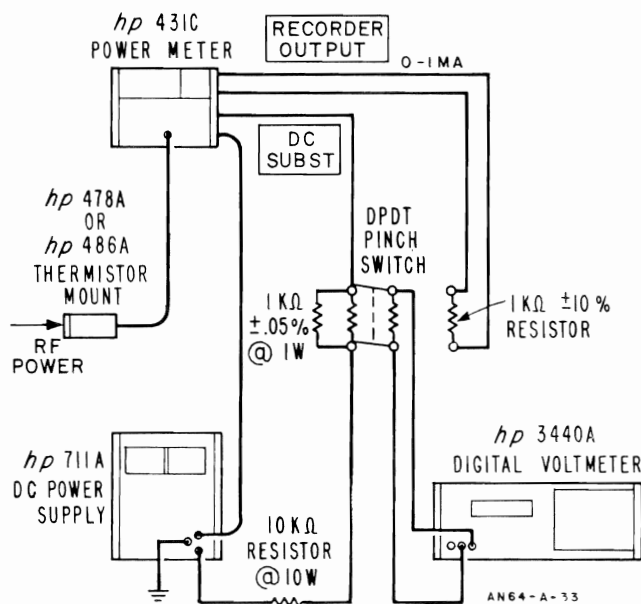 hp 431C
POWER METER
RECORDER
OUTPUT
0-1MA
DC
SUBST
hp 478A
OR
hp 486A
THERMISTOR
MOUNT
RF
POWER
DPDT
PINCH
SWITCH
1KΩ
±.05%
@ 1W
1KΩ ±10%
RESISTOR
hp 711A
DC POWER
SUPPLY
10KΩ
RESISTOR
@10W
hp 3440A
DIGITAL VOLTMETER
AN64-A-33